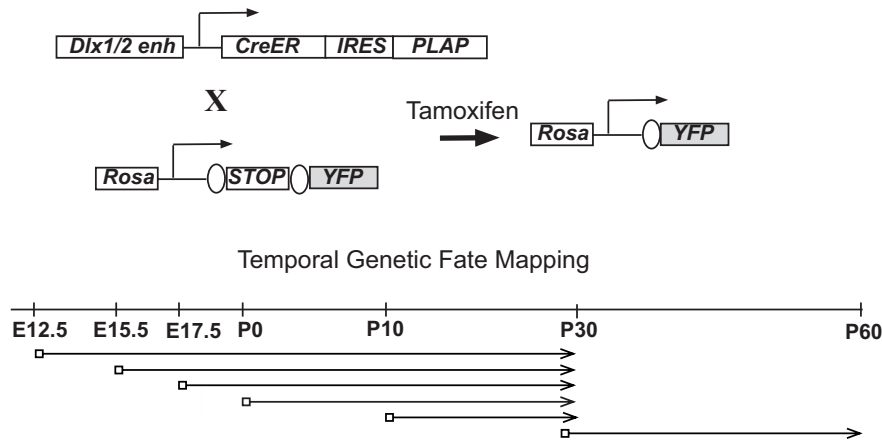 Dlx1/2 enh CreER IRES PLAP
X
Tamoxifen
Rosa YFP
Rosa STOP YFP
Temporal Genetic Fate Mapping
E12.5 E15.5 E17.5 P0 P10 P30 P60